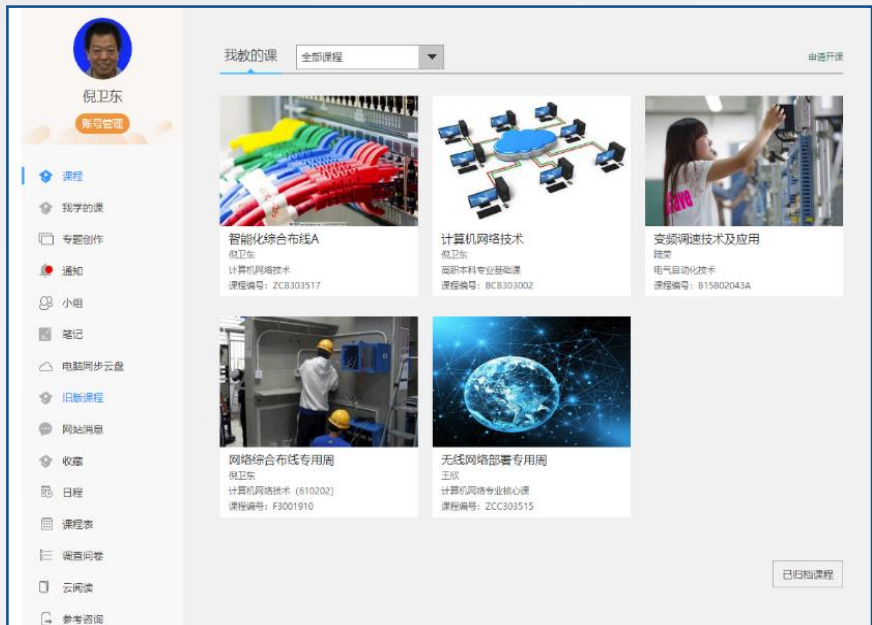 倪卫东
账号管理
课程
我学的课
专题创作
通知
小组
笔记
电脑同步云盘
旧版课程
网站消息
收藏
日程
课程表
调查问卷
云阅读
参考咨询
我教的课
全部课程
申请开课
智能化综合布线A
倪卫东
计算机网络技术
课程编号：ZCB303517
计算机网络技术
倪卫东
高职本科专业基础课
课程编号：BCB303002
变频调速技术及应用
陆荣
电气自动化技术
课程编号：B15802043A
网络综合布线专用周
倪卫东
计算机网络技术（610202）
课程编号：F3001910
无线网络部署专用周
王欣
计算机网络专业核心课
课程编号：ZCC303515
已归档课程